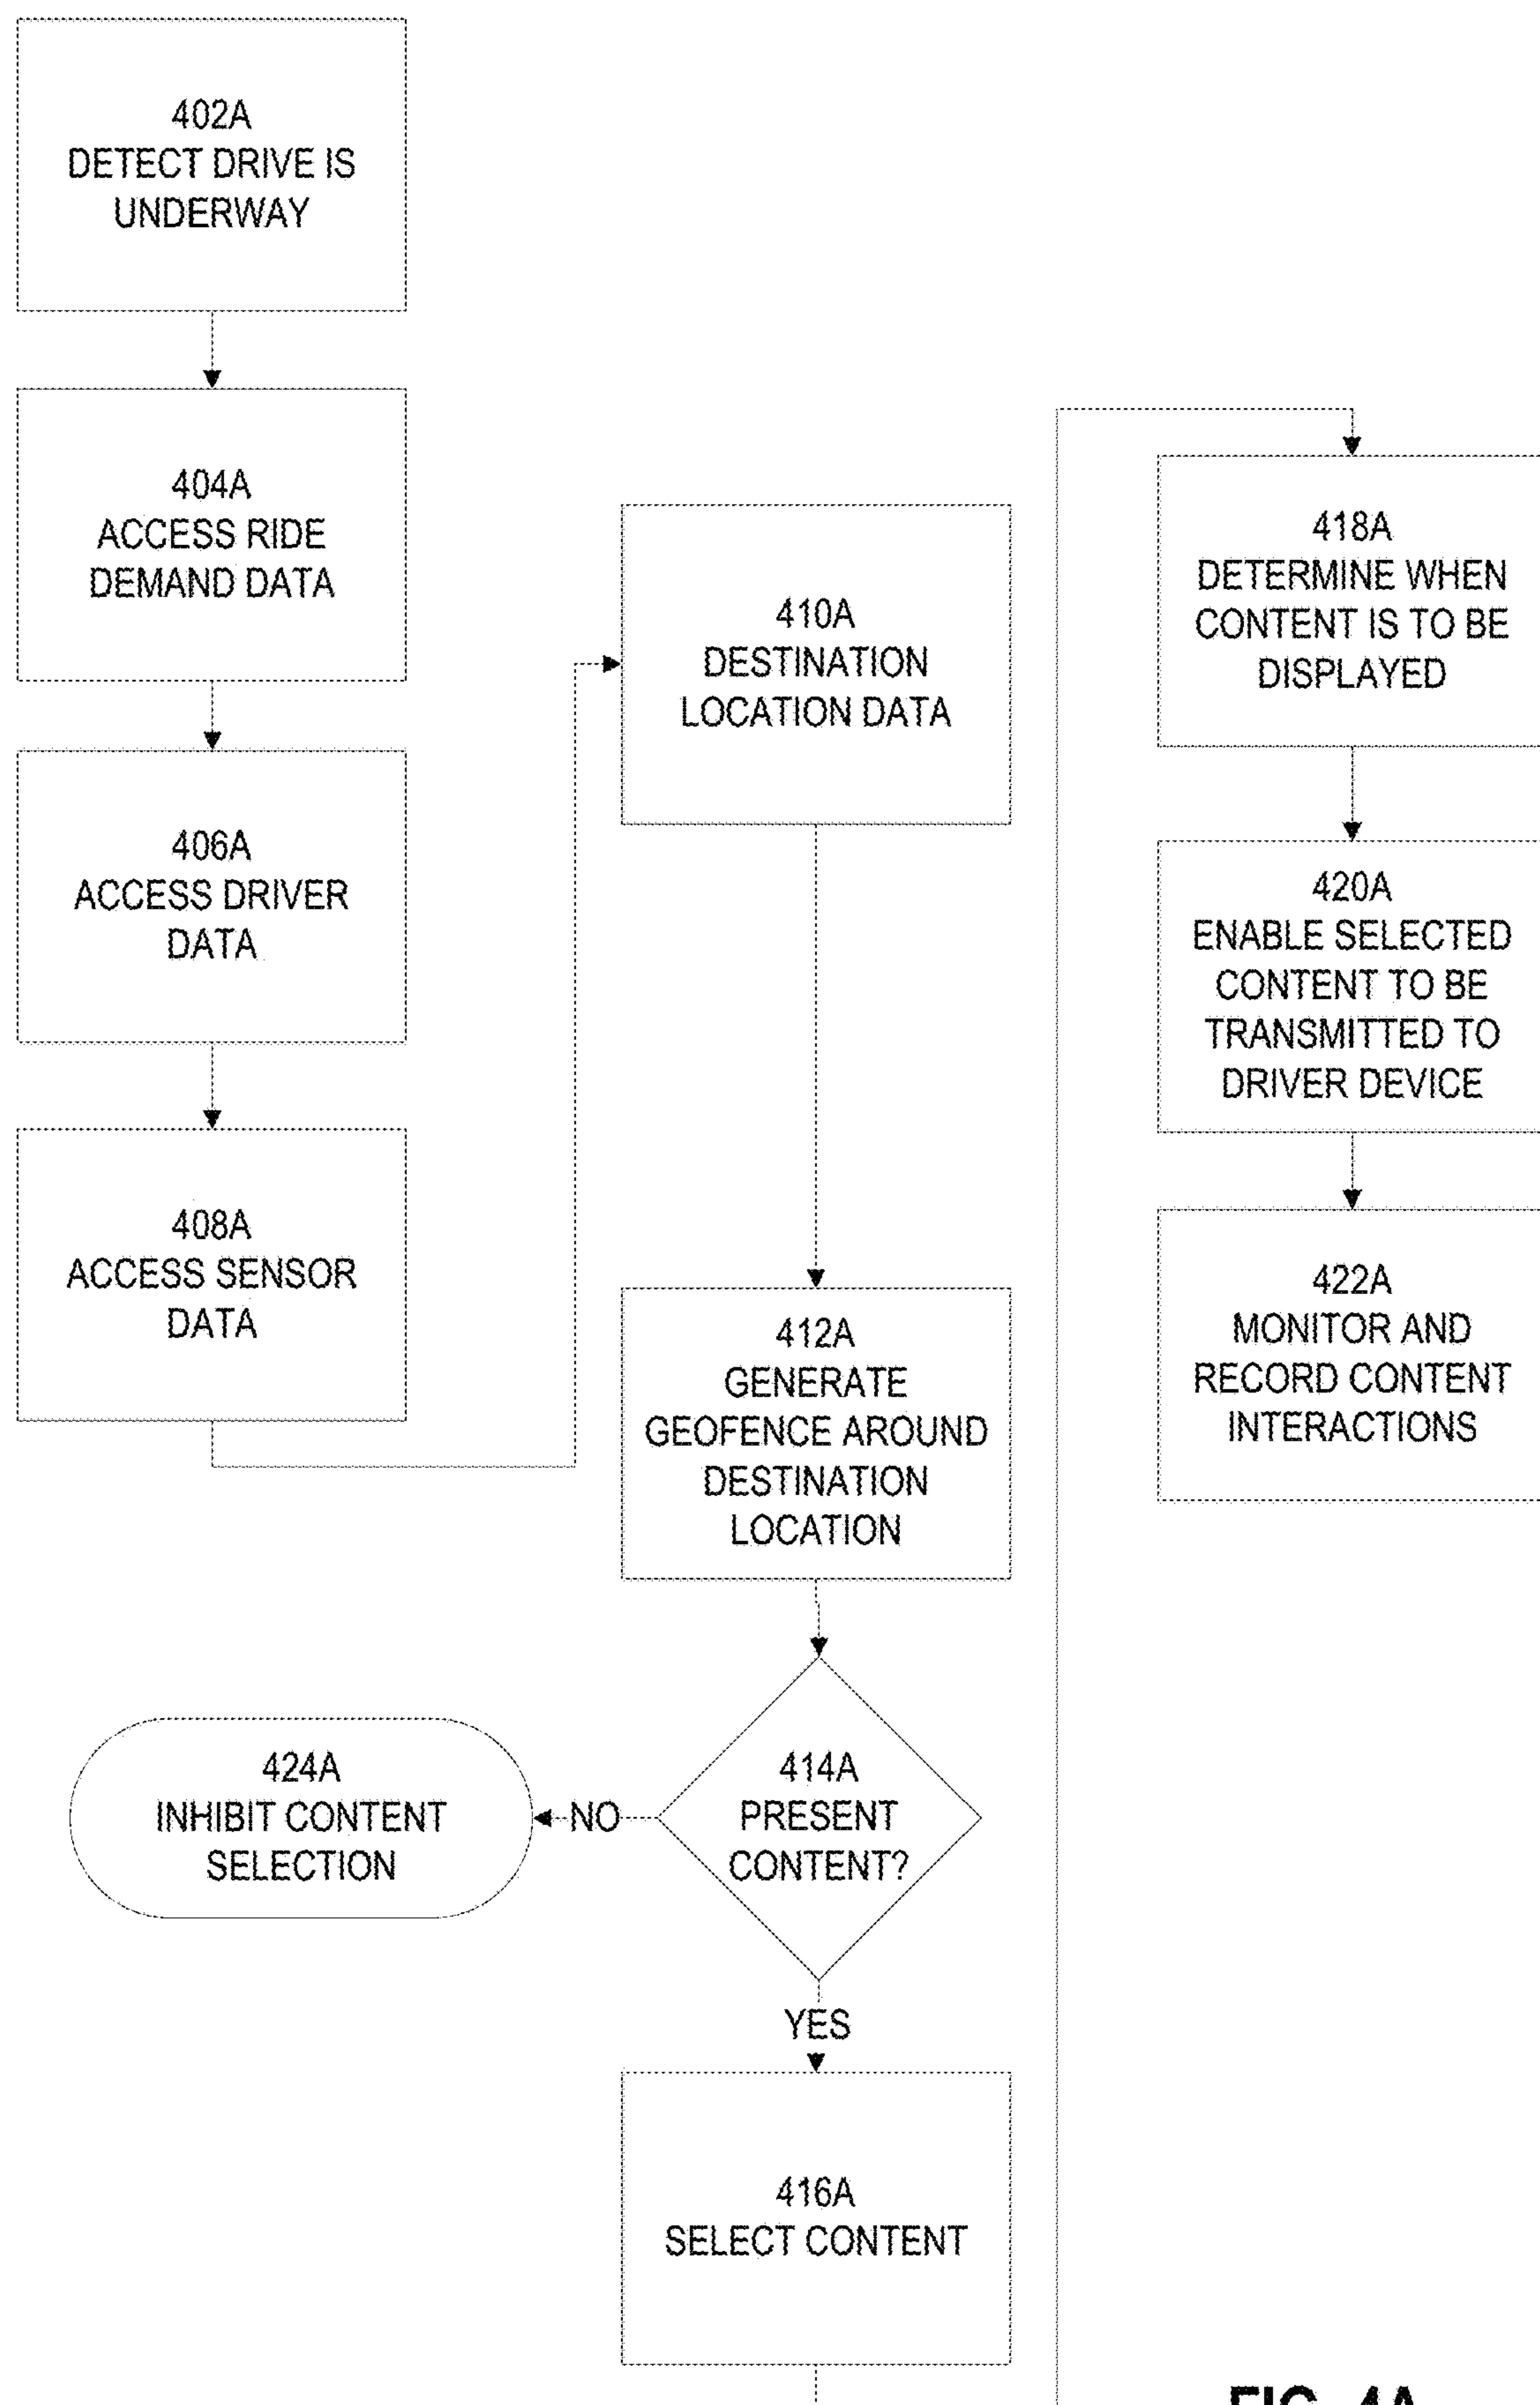 402A
DETECT DRIVE IS
UNDERWAY
404A
ACCESS RIDE
DEMAND DATA
406A
ACCESS DRIVER
DATA
408A
ACCESS SENSOR
DATA
410A
DESTINATION
LOCATION DATA
412A
GENERATE
GEOFENCE AROUND
DESTINATION
LOCATION
414A
PRESENT
CONTENT?
NO
424A
INHIBIT CONTENT
SELECTION
YES
416A
SELECT CONTENT
418A
DETERMINE WHEN
CONTENT IS TO BE
DISPLAYED
420A
ENABLE SELECTED
CONTENT TO BE
TRANSMITTED TO
DRIVER DEVICE
422A
MONITOR AND
RECORD CONTENT
INTERACTIONS
FIG. 4A